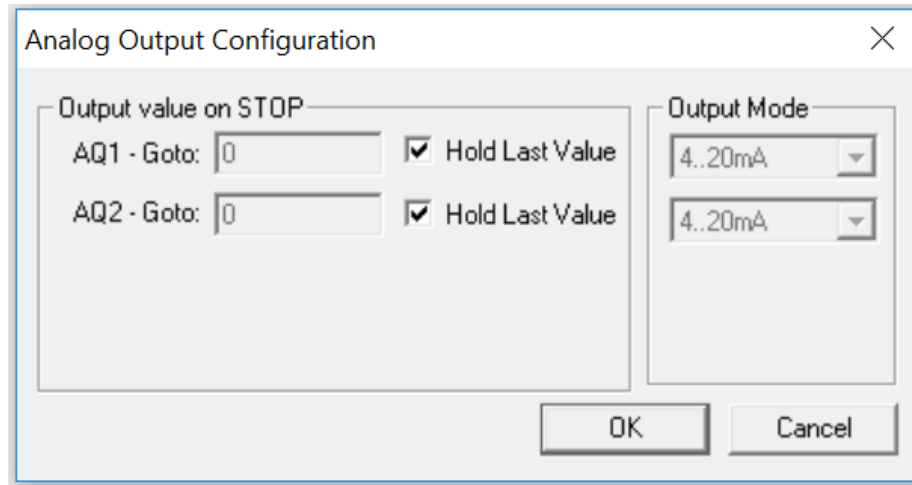 Analog Output Configuration
Output value on STOP
AQ1 - Goto: 0 Hold Last Value
AQ2 - Goto: 0 Hold Last Value
Output Mode
4..20mA
4..20mA
OK Cancel